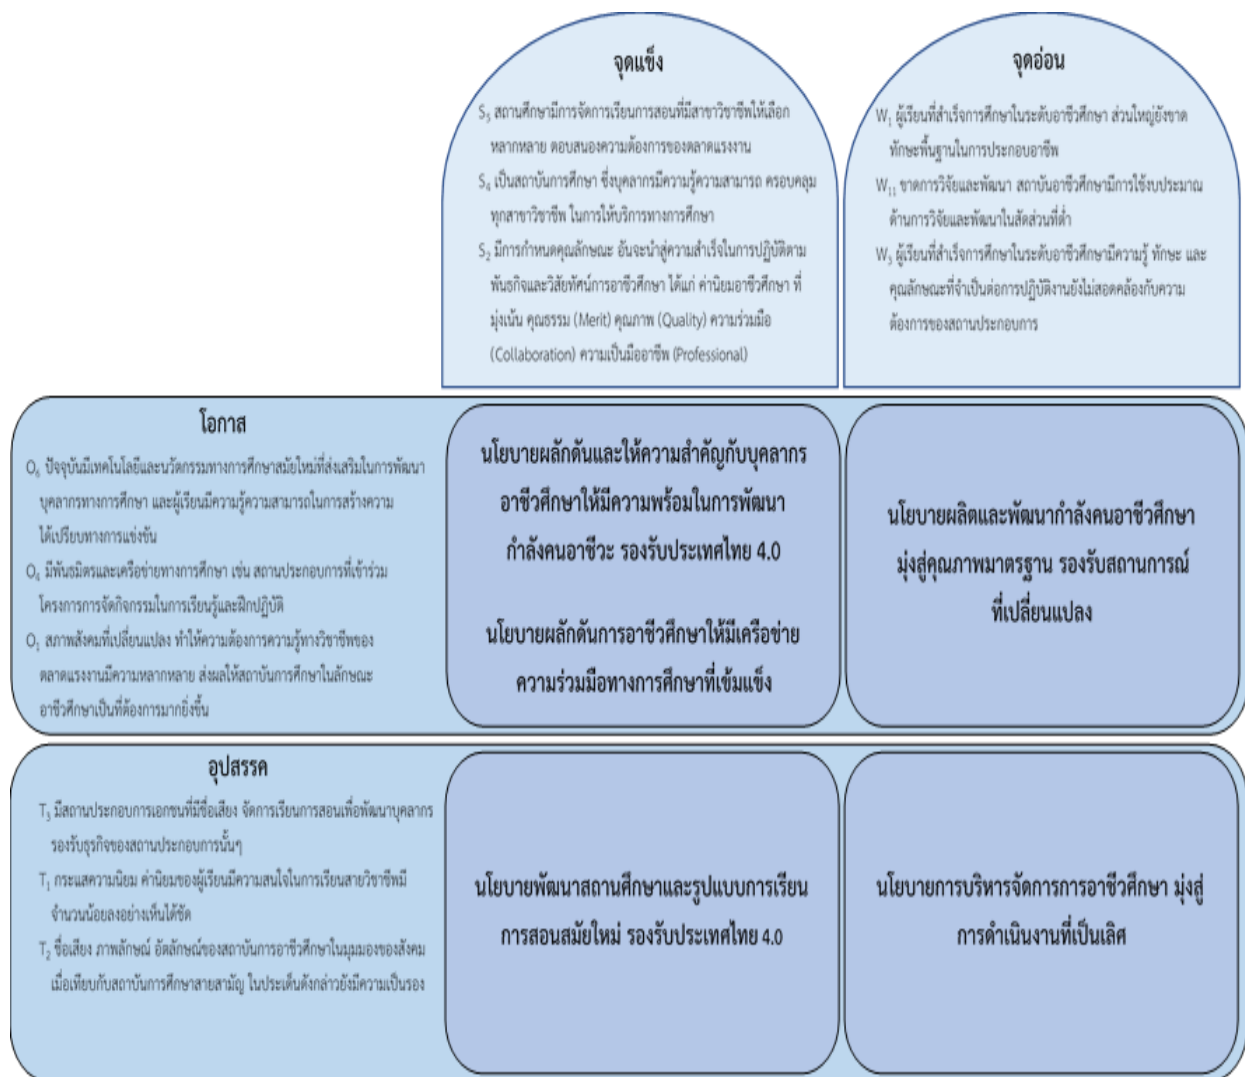 จุดแข็ง
S5 สถานศึกษามีการจัดการเรียนการสอนที่มีสาขาวิชาชีพให้เลือก
หลากหลาย ตอบสนองความต้องการของตลาดแรงงาน
S4 เป็นสถาบันการศึกษา ซึ่งบุคลากรมีความรู้ความสามารถ ครอบคลุม
ทุกสาขาวิชาชีพ ในการให้บริการทางการศึกษา
S2 มีการกำหนดคุณลักษณะ อันจะนำสู่ความสำเร็จในการปฏิบัติตาม
พันธกิจและวิสัยทัศน์การอาชีวศึกษา ได้แก่ ค่านิยมอาชีวศึกษา ที่
มุ่งเน้น คุณธรรม (Merit) คุณภาพ (Quality) ความร่วมมือ
(Collaboration) ความเป็นมืออาชีพ (Professional)
จุดอ่อน
W1 ผู้เรียนที่สำเร็จการศึกษาในระดับอาชีวศึกษา ส่วนใหญ่ยังขาด
ทักษะพื้นฐานในการประกอบอาชีพ
W11 ขาดการวิจัยและพัฒนา สถาบันอาชีวศึกษามีการใช้งบประมาณ
ด้านการวิจัยและพัฒนาในสัดส่วนที่ต่ำ
W3 ผู้เรียนที่สำเร็จการศึกษาในระดับอาชีวศึกษามีความรู้ ทักษะ และ
คุณลักษณะที่จำเป็นต่อการปฏิบัติงานยังไม่สอดคล้องกับความ
ต้องการของสถานประกอบการ
โอกาส
O6 ปัจจุบันมีเทคโนโลยีและนวัตกรรมทางการศึกษาสมัยใหม่ที่ส่งเสริมในการพัฒนา
บุคลากรทางการศึกษา และผู้เรียนมีความรู้ความสามารถในการสร้างความ
ได้เปรียบทางการแข่งขัน
O4 มีพันธมิตรและเครือข่ายทางการศึกษา เช่น สถานประกอบการที่เข้าร่วม
โครงการการจัดกิจกรรมในการเรียนรู้และฝึกปฏิบัติ
O1 สภาพสังคมที่เปลี่ยนแปลง ทำให้ความต้องการความรู้ทางวิชาชีพของ
ตลาดแรงงานมีความหลากหลาย ส่งผลให้สถาบันการศึกษาในลักษณะ
อาชีวศึกษาเป็นที่ต้องการมากยิ่งขึ้น
นโยบายผลักดันและให้ความสำคัญกับบุคลากร
อาชีวศึกษาให้มีความพร้อมในการพัฒนา
กำลังคนอาชีวะ รองรับประเทศไทย 4.0
นโยบายผลักดันการอาชีวศึกษาให้มีเครือข่าย
ความร่วมมือทางการศึกษาที่เข้มแข็ง
นโยบายผลิตและพัฒนากำลังคนอาชีวศึกษา
มุ่งสู่คุณภาพมาตรฐาน รองรับสถานการณ์
ที่เปลี่ยนแปลง
อุปสรรค
T3 มีสถานประกอบการเอกชนที่มีชื่อเสียง จัดการเรียนการสอนเพื่อพัฒนาบุคลากร
รองรับธุรกิจของสถานประกอบการนั้นๆ
T1 กระแสความนิยม ค่านิยมของผู้เรียนมีความสนใจในการเรียนสายวิชาชีพมี
จำนวนน้อยลงอย่างเห็นได้ชัด
T2 ชื่อเสียง ภาพลักษณ์ อัตลักษณ์ของสถาบันการอาชีวศึกษาในมุมมองของสังคม
เมื่อเทียบกับสถาบันการศึกษาสายสามัญ ในประเด็นดังกล่าวยังมีความเป็นรอง
นโยบายพัฒนาสถานศึกษาและรูปแบบการเรียน
การสอนสมัยใหม่ รองรับประเทศไทย 4.0
นโยบายการบริหารจัดการการอาชีวศึกษา มุ่งสู่
การดำเนินงานที่เป็นเลิศ